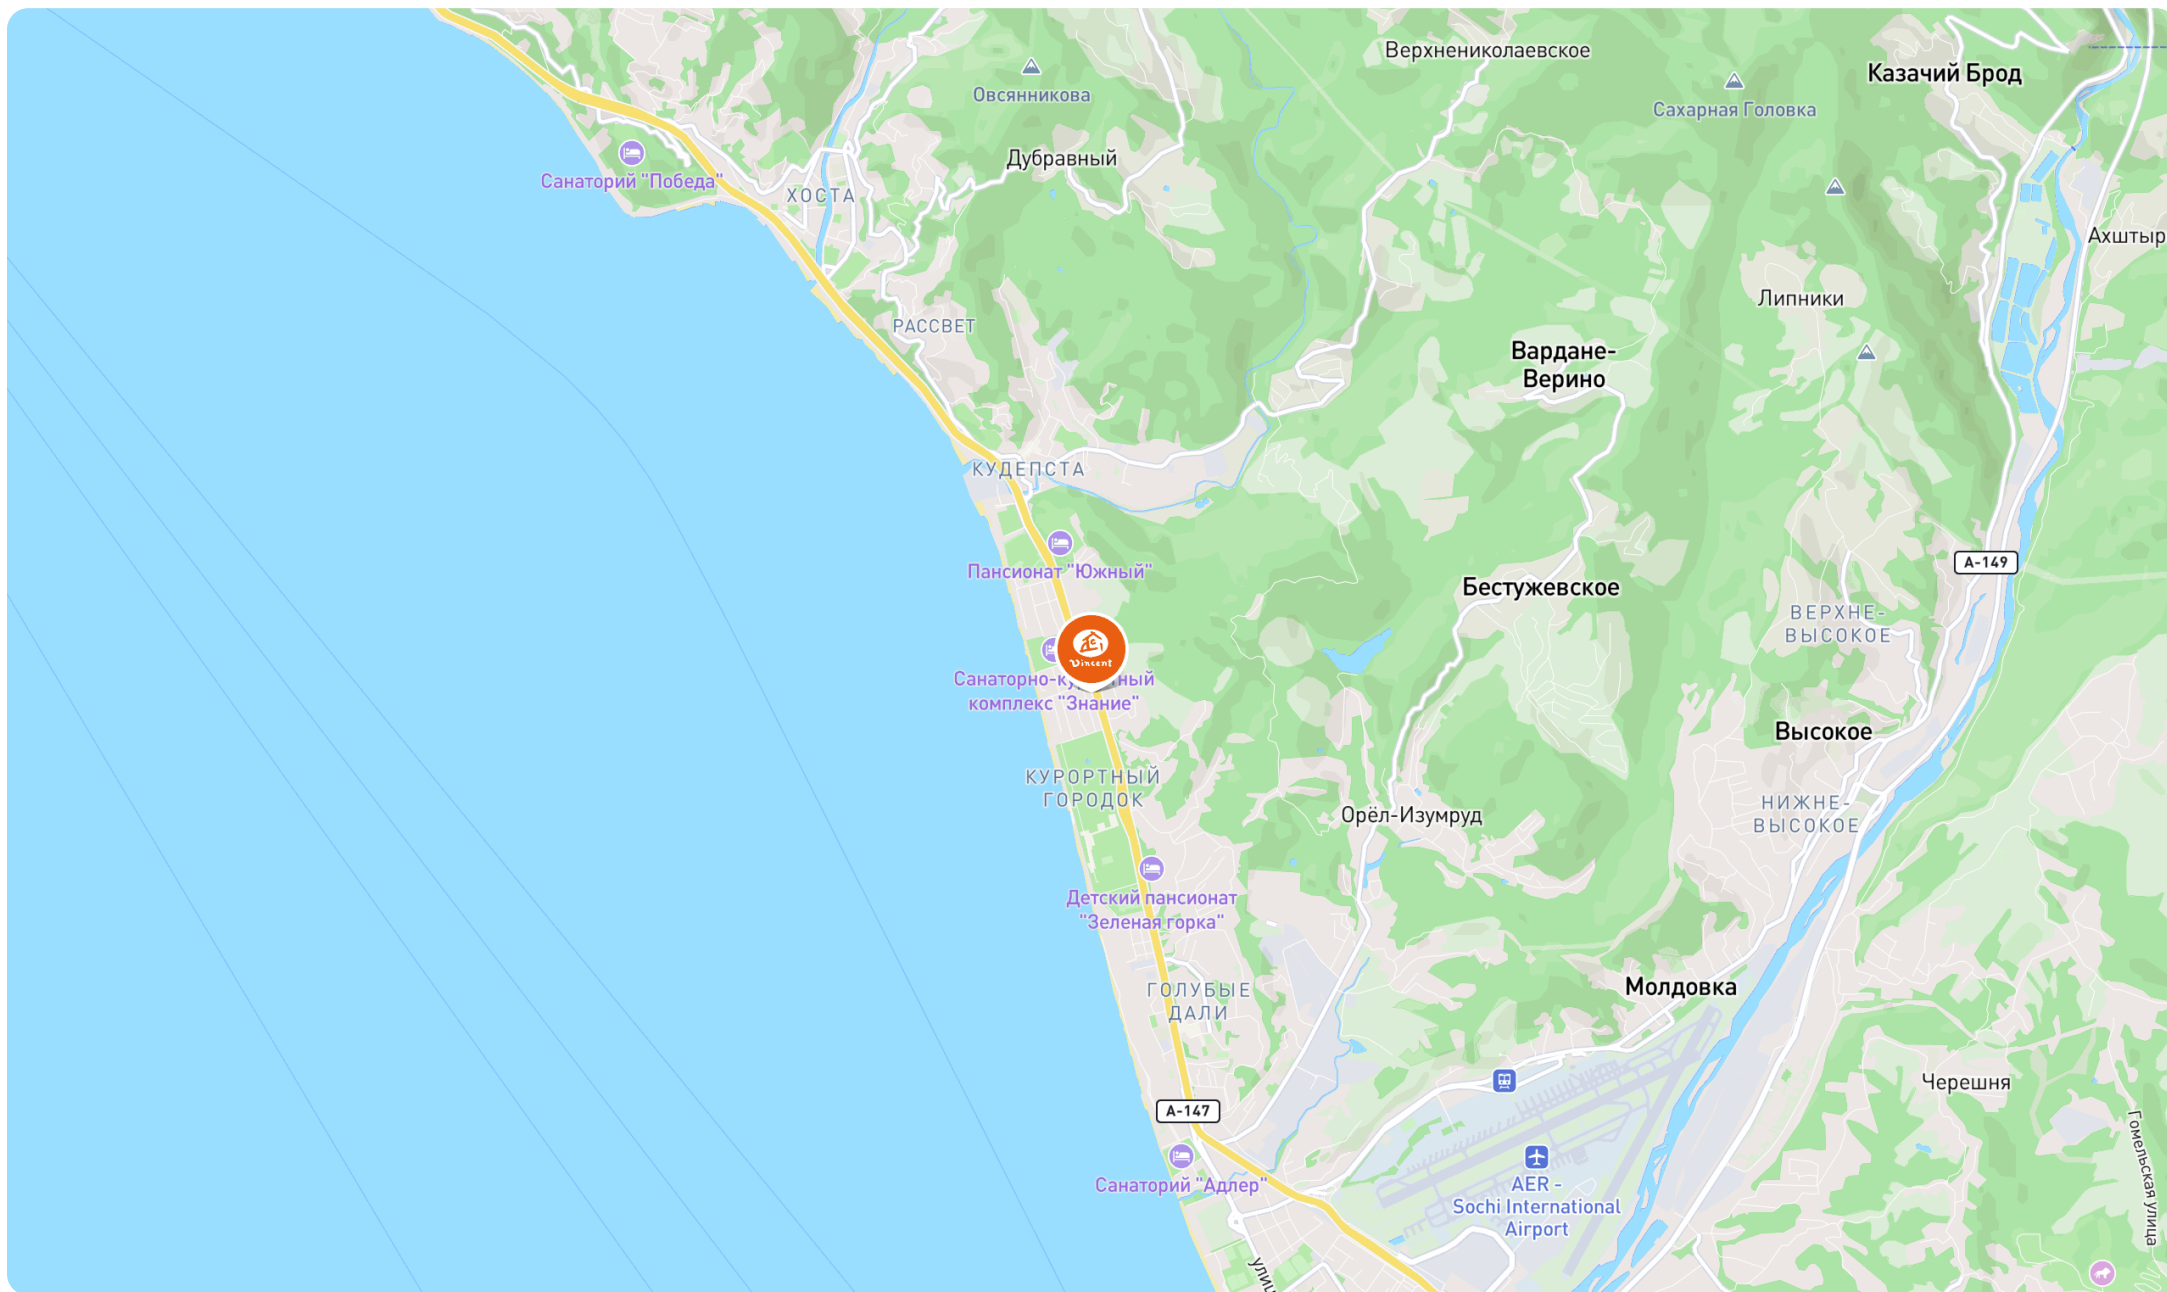 Верхнениколаевское
Казачий Брод
Овсянникова
Сахарная Головка
Дубравный
Санаторий "Победа"
ХОСТА
Ахштыр
Липники
РАССВЕТ
Вардане-
Верино
КУДЕПСТА
А-149
Пансионат "Южный"
Бестужевское
ВЕРХНЕ-
ВЫСОКОЕ
Vincent
Санаторно-ку
ный
комплекс "Знание"
Высокое
КУРОРТНЫЙ
ГОРОДОК
НИЖНЕ-
ВЫСОКОЕ
Орёл-Изумруд
Детский пансионат
"Зеленая горка"
Молдовка
ГОЛУБЫЕ
ДАЛИ
Черешня
А-147
Гомельская улица
Санаторий "Адлер"
AER -
Sochi International
Airport
улиц